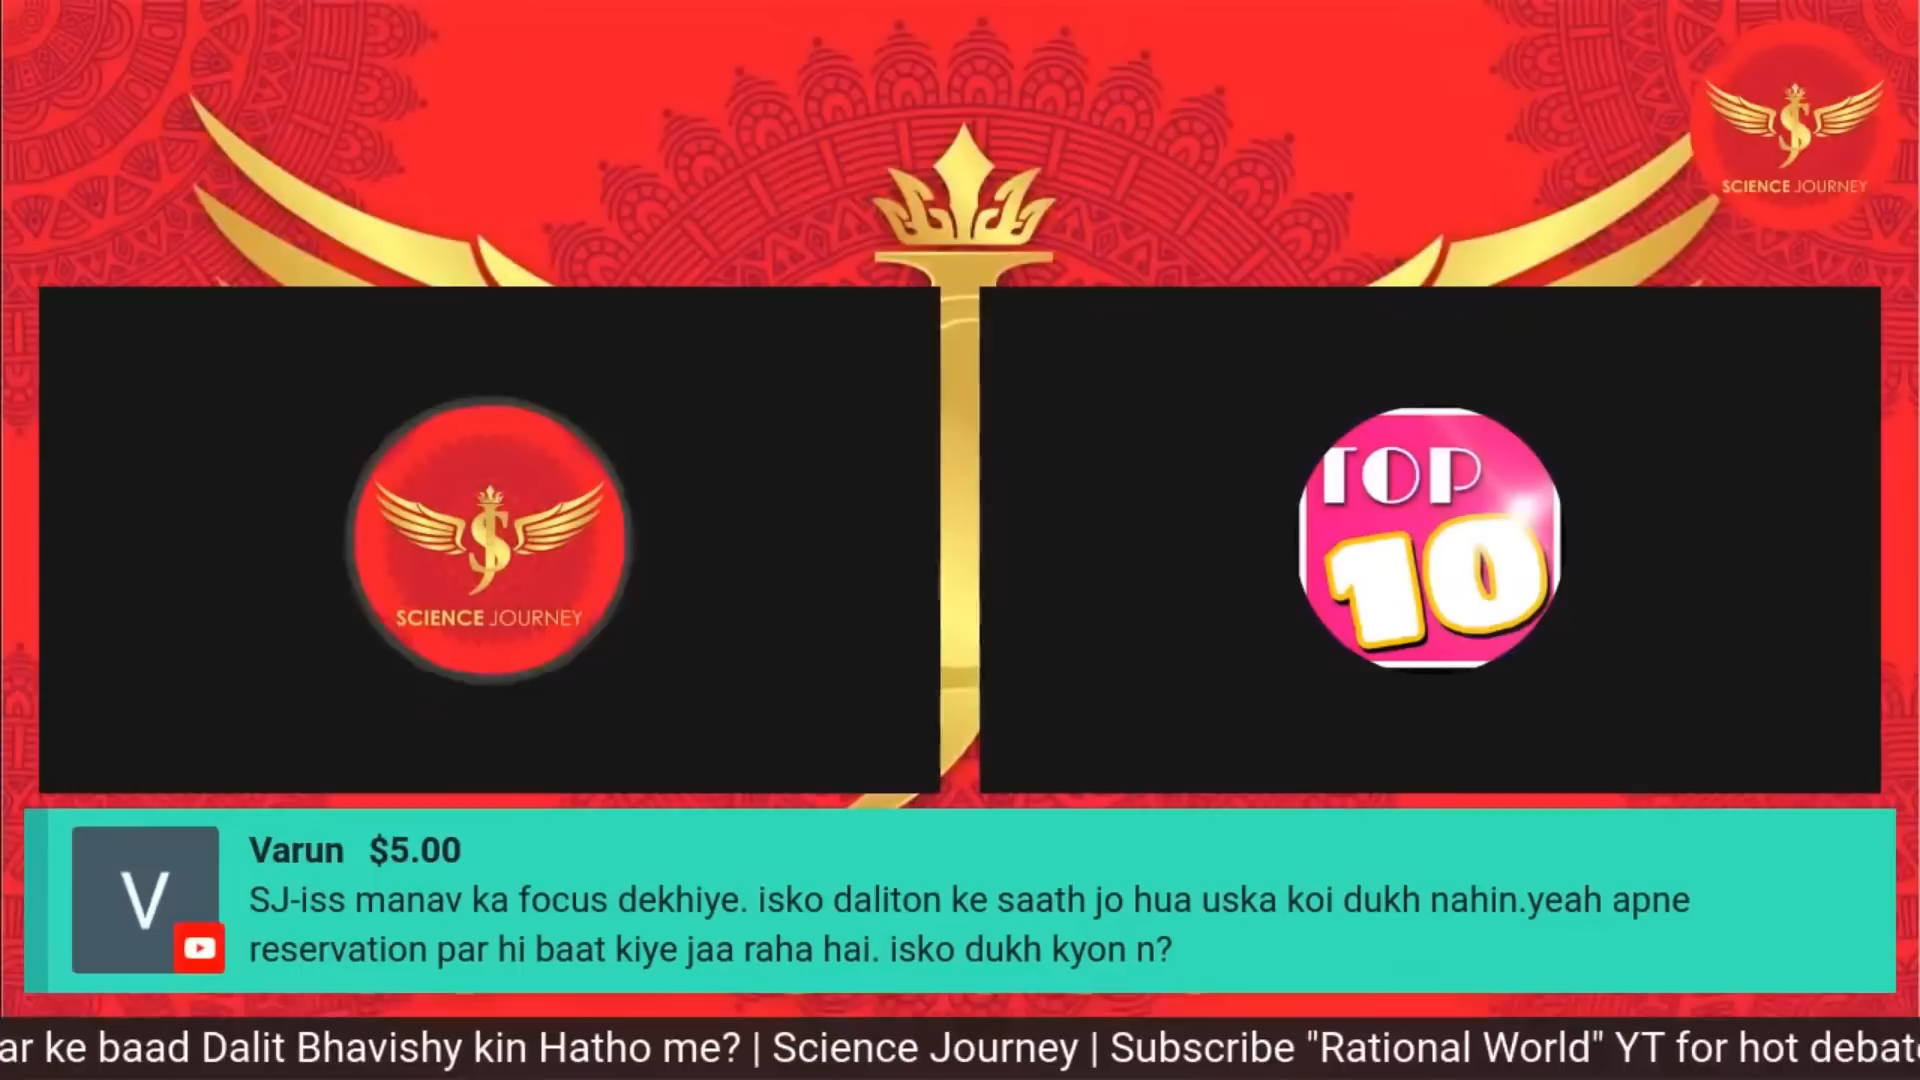 SCIENCE JOURNEY
SCIENCE JOURNEY
TOP
10
V
Varun $5.00
SJ-iss manav ka focus dekhiye. isko daliton ke saath jo hua uska koi dukh nahin.yeah apne
reservation par hi baat kiye jaa raha hai. isko dukh kyon n?
ar ke baad Dalit Bhavishy kin Hatho me? | Science Journey | Subscribe "Rational World" YT for hot debat